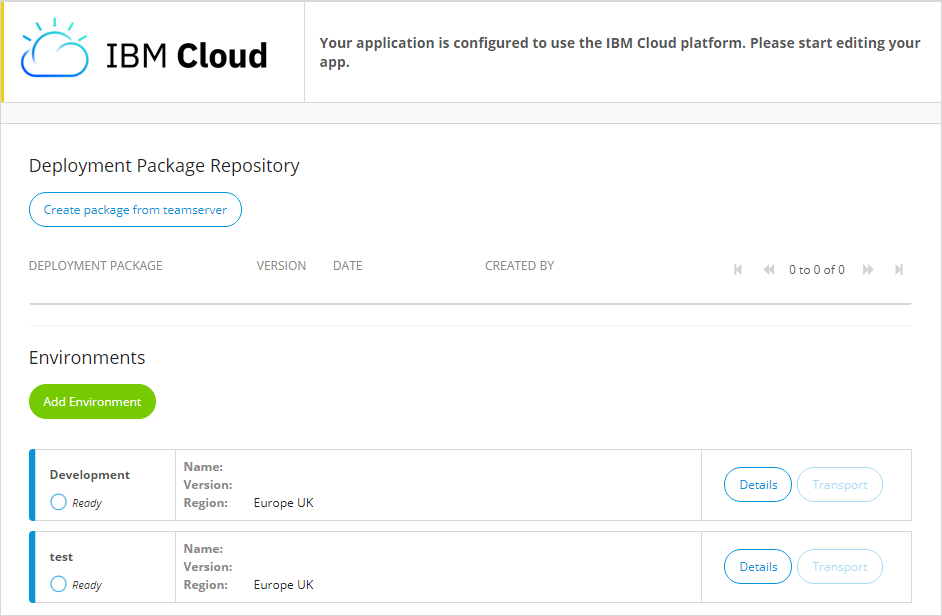 IBM Cloud
Your application is configured to use the IBM Cloud platform. Please start editing your
app.
Deployment Package Repository
Create package from teamserver
DEPLOYMENT PACKAGE VERSION DATE CREATED BY 0 to 0 of 0
Environments
Add Environment
Development
Ready
Name:
Version:
Region: Europe UK
Details Transport
test
Ready
Name:
Version:
Region: Europe UK
Details Transport